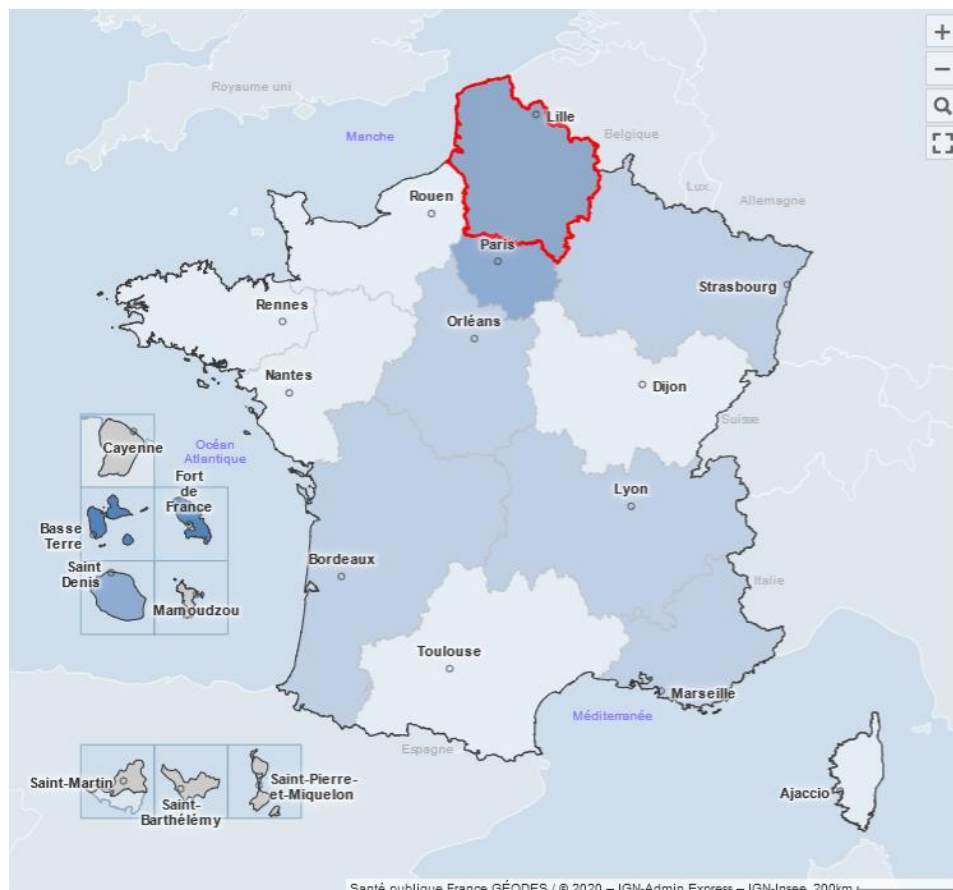 Royaume uni
Manche
Lille
Belgique
Lux.
Allemagne
Rouen
Paris
Strasbourg
Rennes
Orléans
Nantes
Dijon
Suisse
Cayenne
Océan
Atlantique
Fort
de
France
Basse
Terre
Lyon
Saint
Denis
Mamoudzou
Bordeaux
Italie
Toulouse
Marseille
Méditerranée
Espagne
Saint-Martin
Saint-
Barthélémy
Saint-Pierre-
et-Miquelon
Ajaccio
Santé publique France GÉODES / © 2020 – IGN-Admin Express – IGN-Insee 200km
+
−